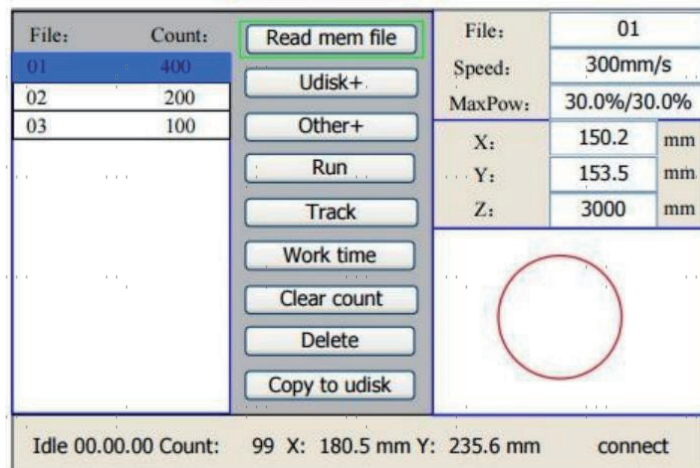 File: Count:
01 400
02 200
03 100
Read mem file
Udisk+
Other+
Run
Track
Work time
Clear count
Delete
Copy to udisk
File: 01
Speed: 300mm/s
MaxPow: 30.0%/30.0%
X: 150.2 mm
Y: 153.5 mm
Z: 3000 mm
Idle 00.00.00 Count: 99 X: 180.5 mm Y: 235.6 mm connect